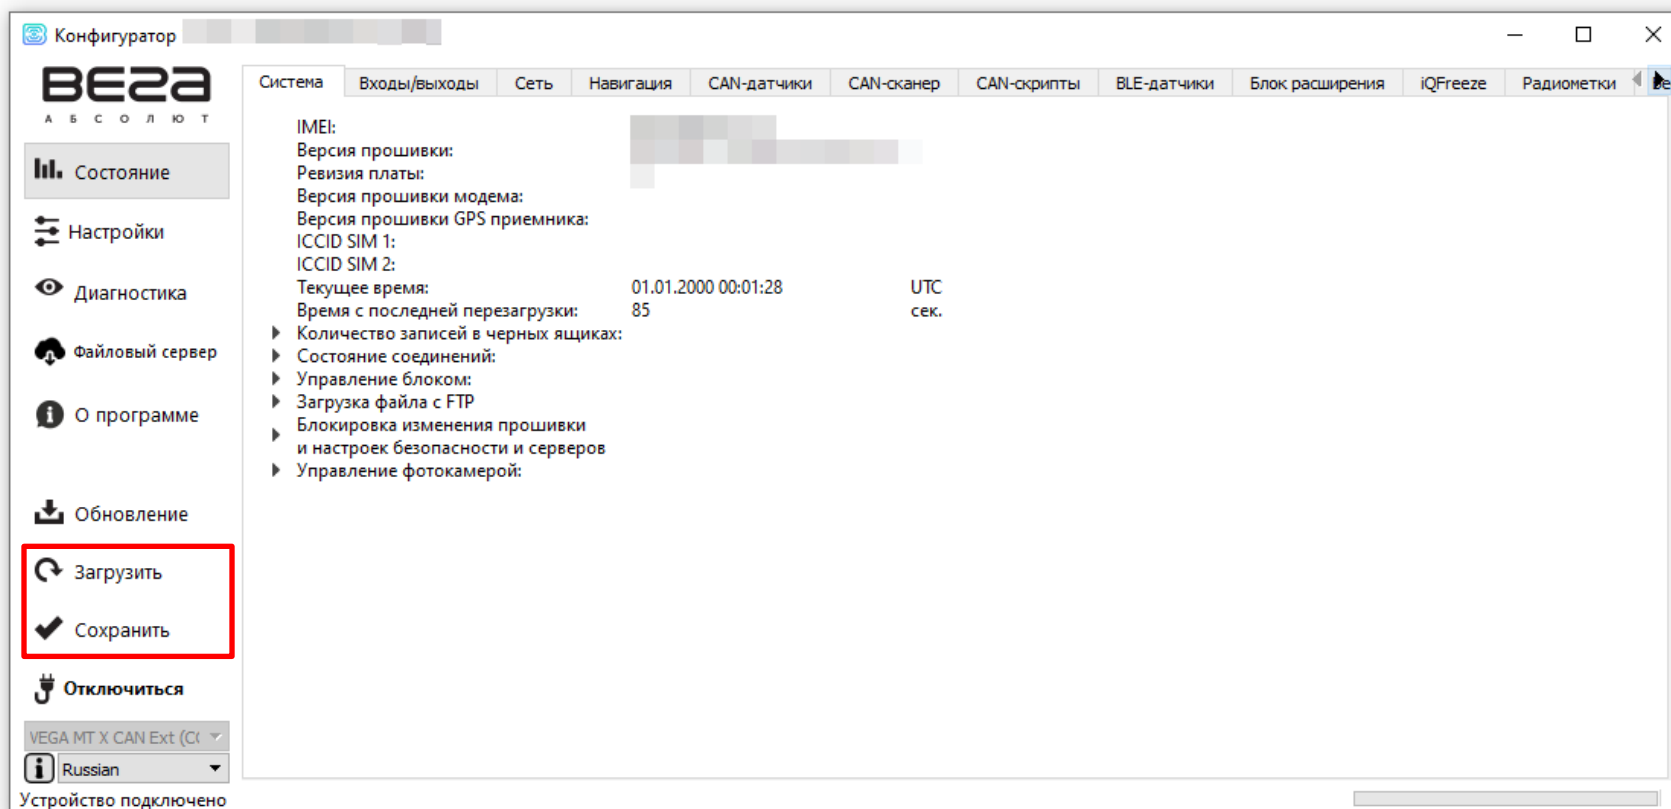 Конфигуратор
ВЕГА
АБСОЛЮТ
Система Входы/выходы Сеть Навигация CAN-датчики CAN-сканер CAN-скрипты BLE-датчики Блок расширения iQFreeze Радиометки
Состояние
Настройки
Диагностика
Файловый сервер
О программе
Обновление
Загрузить
Сохранить
Отключиться
VEGA MT X CAN Ext (
Russian
Устройство подключено
IMEI:
Версия прошивки:
Ревизия платы:
Версия прошивки модема:
Версия прошивки GPS приемника:
ICCID SIM 1:
ICCID SIM 2:
Текущее время: 01.01.2000 00:01:28 UTC
Время с последней перезагрузки: 85 сек.
Количество записей в черных ящиках:
Состояние соединений:
Управление блоком:
Загрузка файла с FTP
Блокировка изменения прошивки
и настроек безопасности и серверов
Управление фотокамерой: